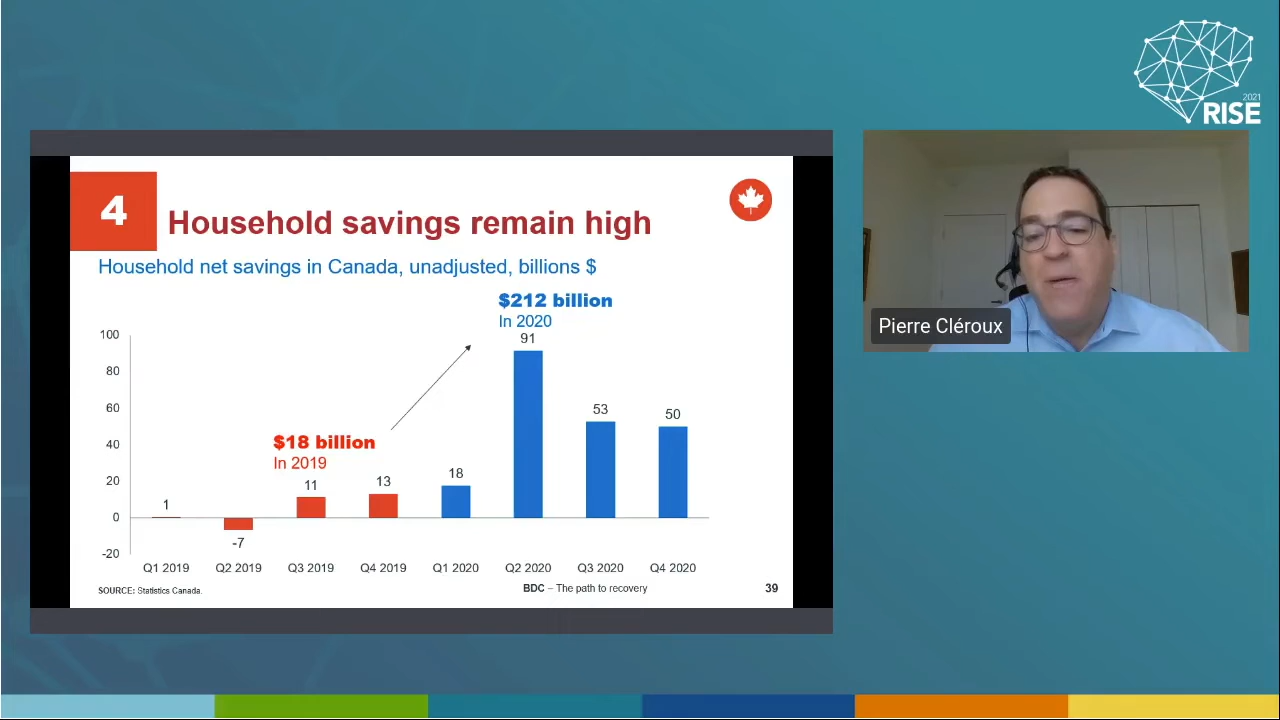 2021
RISE
4
Household savings remain high
Household net savings in Canada, unadjusted, billions $
$212 billion
In 2020
$18 billion
In 2019
100
80
60
40
20
0
-20
1
-7
11
13
18
91
53
50
Q1 2019
Q2 2019
Q3 2019
Q4 2019
Q1 2020
Q2 2020
Q3 2020
Q4 2020
SOURCE: Statistics Canada.
BDC – The path to recovery
39
Pierre Cléroux